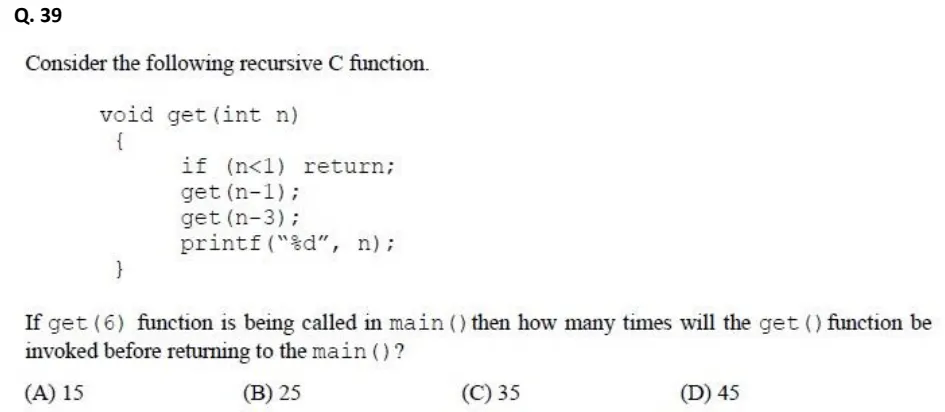 Q. 39
Consider the following recursive C function.
void get(int n)
{
if (n<1) return;
get(n-1);
get(n-3);
printf(“%d”, n);
}
If get(6) function is being called in main() then how many times will the get() function be
invoked before returning to the main()?
(A) 15 (B) 25 (C) 35 (D) 45